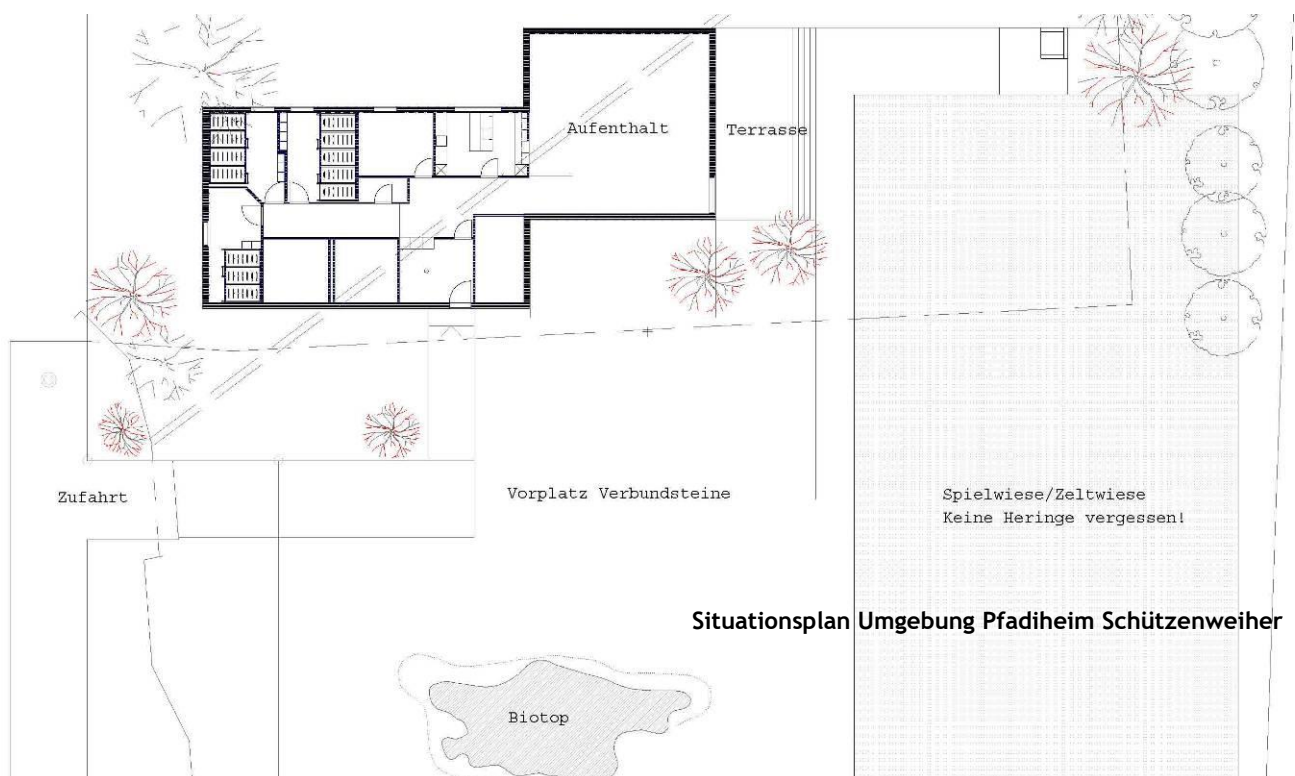 Aufenthalt
Terrasse
Zufahrt
Vorplatz Verbundsteine
Spielwiese/Zeltwiese
Keine Heringe vergessen!
Situationsplan Umgebung Pfadiheim Schützenweiher
Biotop